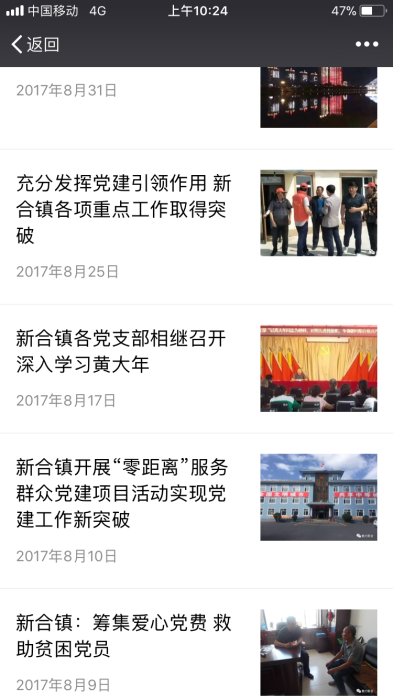 中国移动 4G 上午10:24 47%
返回
2017年8月31日
充分发挥党建引领作用 新
合镇各项重点工作取得突
破
2017年8月25日
新合镇各党支部相继召开
深入学习黄大年
2017年8月17日
新合镇开展“零距离”服务
群众党建项目活动实现党
建工作新突破
2017年8月10日
新合镇：筹集爱心党费 救
助贫困党员
2017年8月9日